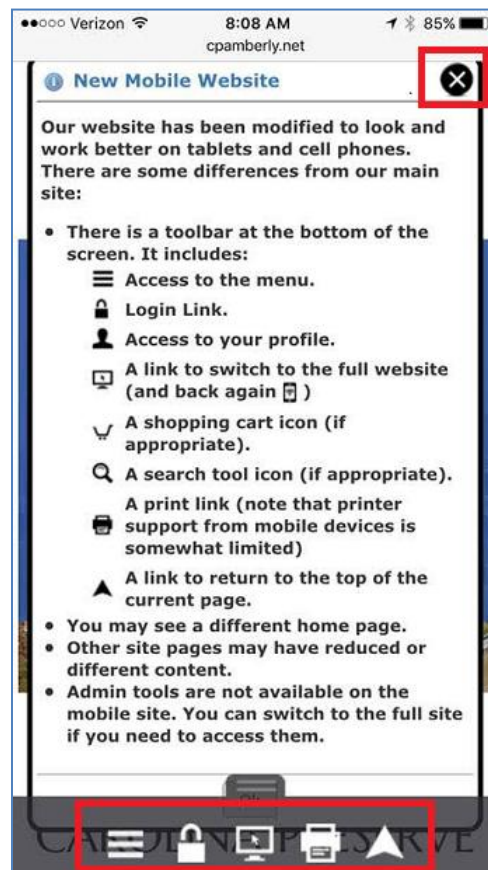 Verizon 8:08 AM 85%
cpamberly.net
New Mobile Website
Our website has been modified to look and
work better on tablets and cell phones.
There are some differences from our main
site:
• There is a toolbar at the bottom of the
screen. It includes:
Access to the menu.
Login Link.
Access to your profile.
A link to switch to the full website
(and back again )
A shopping cart icon (if
appropriate).
A search tool icon (if appropriate).
A print link (note that printer
support from mobile devices is
somewhat limited)
A link to return to the top of the
current page.
• You may see a different home page.
• Other site pages may have reduced or
different content.
• Admin tools are not available on the
mobile site. You can switch to the full site
if you need to access them.